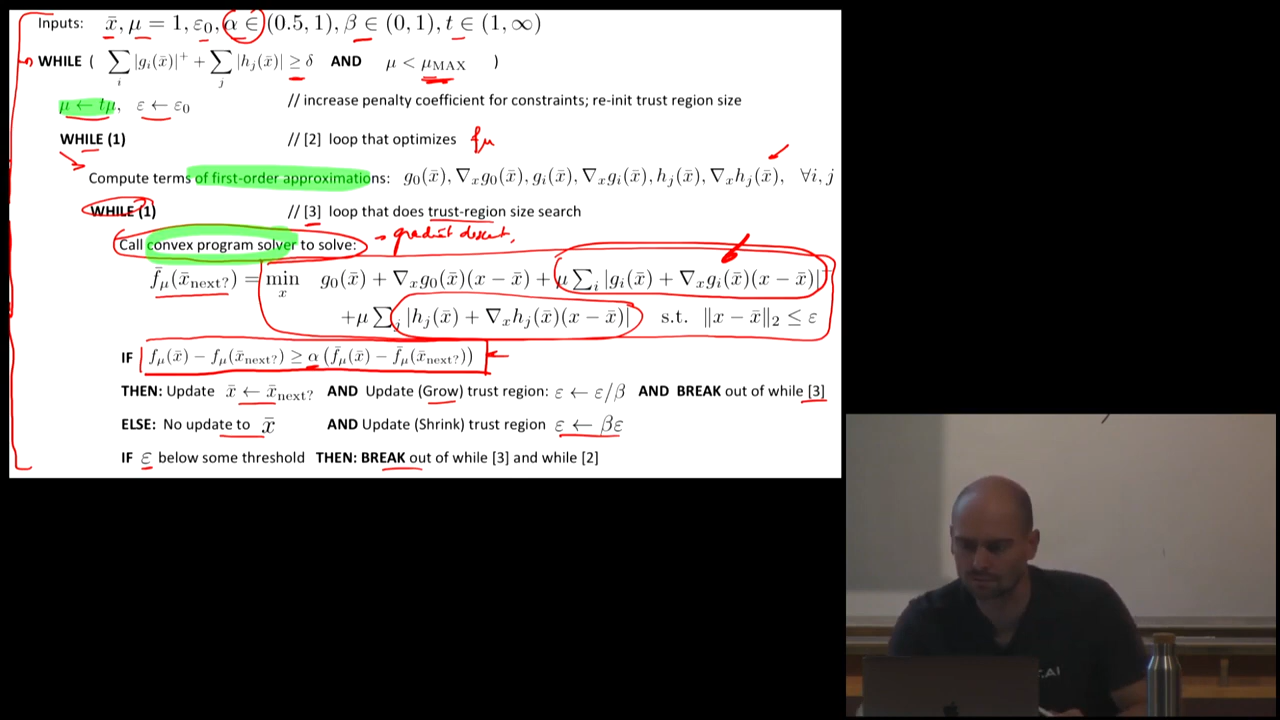 Inputs: x̄, μ = 1, ε₀, α ∈ (0.5, 1), β ∈ (0, 1), t ∈ (1, ∞)
WHILE ( ∑ᵢ |gᵢ(x̄)|⁺ + ∑ⱼ |hⱼ(x̄)| ≥ δ AND μ < μ_MAX )
μ ← tμ, ε ← ε₀ // increase penalty coefficient for constraints; re-init trust region size
WHILE (1) // [2] loop that optimizes fμ
Compute terms of first-order approximations: g₀(x̄), ∇ₓg₀(x̄), gᵢ(x̄), ∇ₓgᵢ(x̄), hⱼ(x̄), ∇ₓhⱼ(x̄), ∀i, j
WHILE (1) // [3] loop that does trust-region size search
Call convex program solver to solve: - gradient descent.
f̄_μ(x̄_next?) = min_x g₀(x̄) + ∇ₓg₀(x̄)(x − x̄) + μ∑ᵢ |gᵢ(x̄) + ∇ₓgᵢ(x̄)(x − x̄)|⁺
+μ ∑ⱼ |hⱼ(x̄) + ∇ₓhⱼ(x̄)(x − x̄)| s.t. ‖x − x̄‖₂ ≤ ε
IF f_μ(x̄) − f_μ(x̄_next?) ≥ α (f̄_μ(x̄) − f̄_μ(x̄_next?))
THEN: Update x̄ ← x̄_next? AND Update (Grow) trust region: ε ← ε/β AND BREAK out of while [3]
ELSE: No update to x̄ AND Update (Shrink) trust region ε ← βε
IF ε below some threshold THEN: BREAK out of while [3] and while [2]
.AI